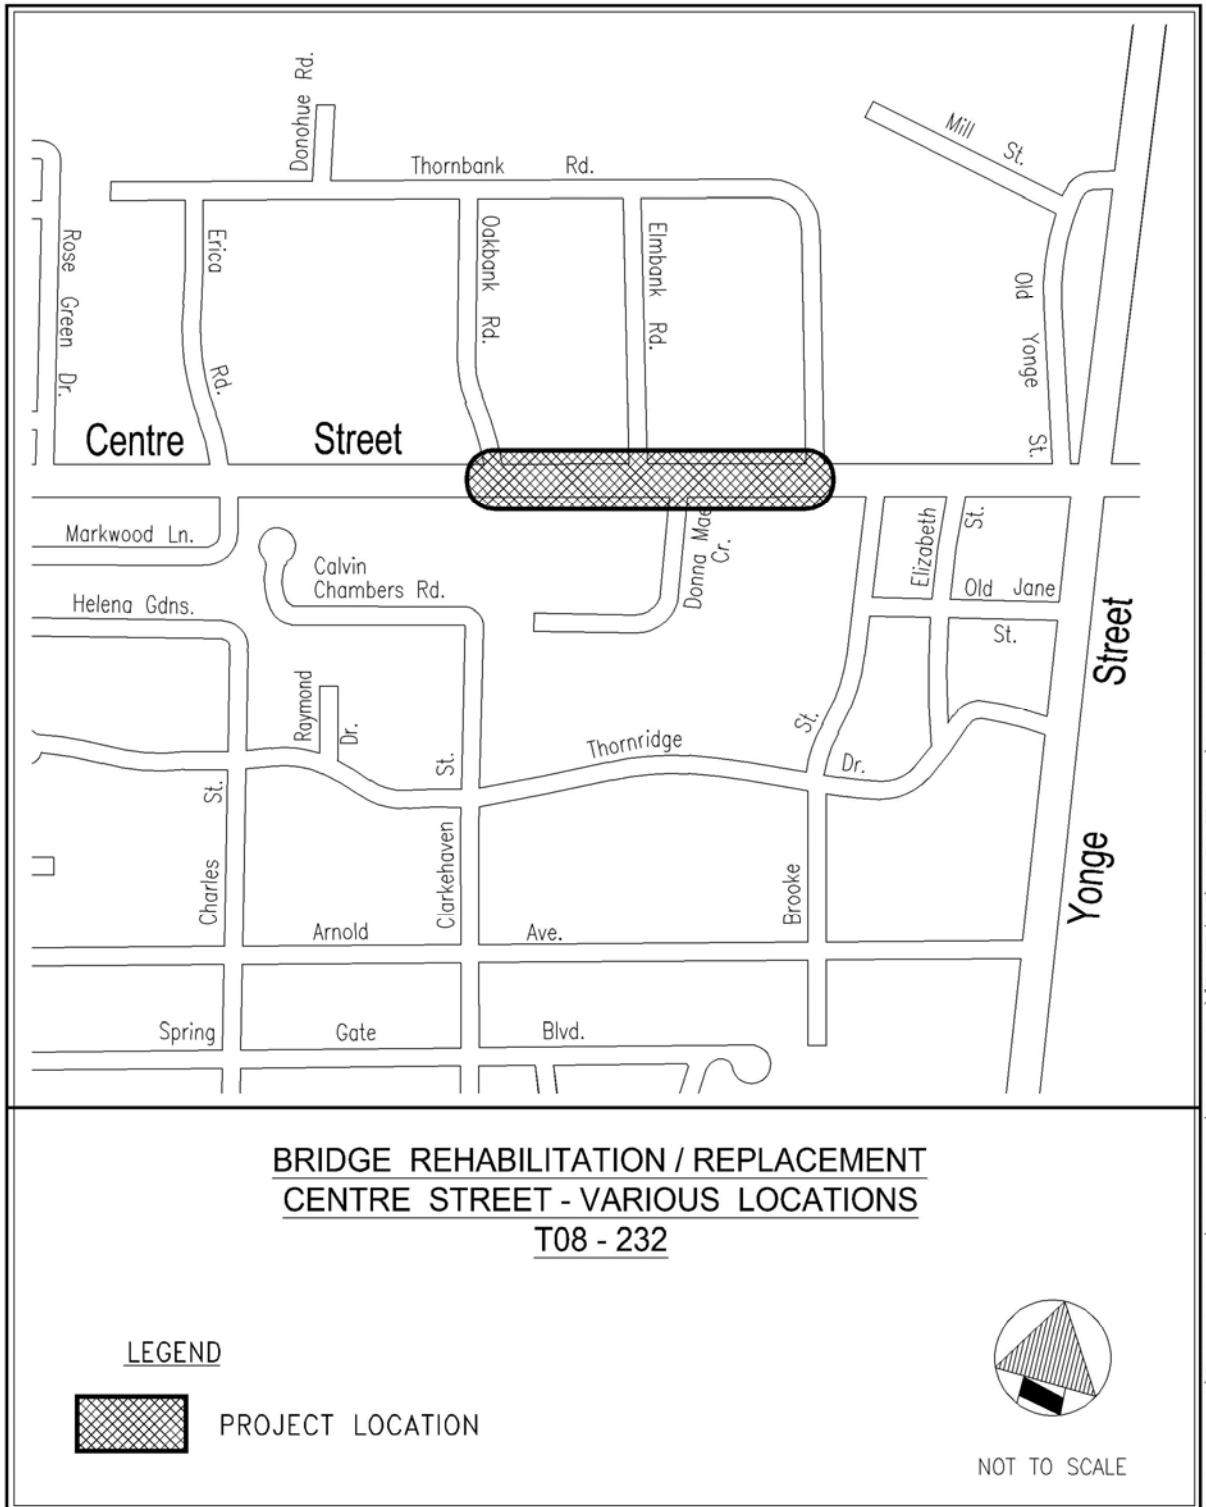 Donohue Rd.
Thornbank Rd.
Mill St.
Rose Green Dr.
Erica Rd.
Oakbank Rd.
Elmbank Rd.
Old Yonge St.
Centre Street
Markwood Ln.
Calvin
Chambers Rd.
Donna Mae
Cr.
Elizabeth St.
Old Jane
St.
Helena Gdns.
Raymond
Dr.
Thornridge Dr.
Charles St.
Clarkehaven St.
Brooke St.
Yonge Street
Arnold Ave.
Spring Gate Blvd.
BRIDGE REHABILITATION / REPLACEMENT
CENTRE STREET - VARIOUS LOCATIONS
T08 - 232
LEGEND
PROJECT LOCATION
NOT TO SCALE